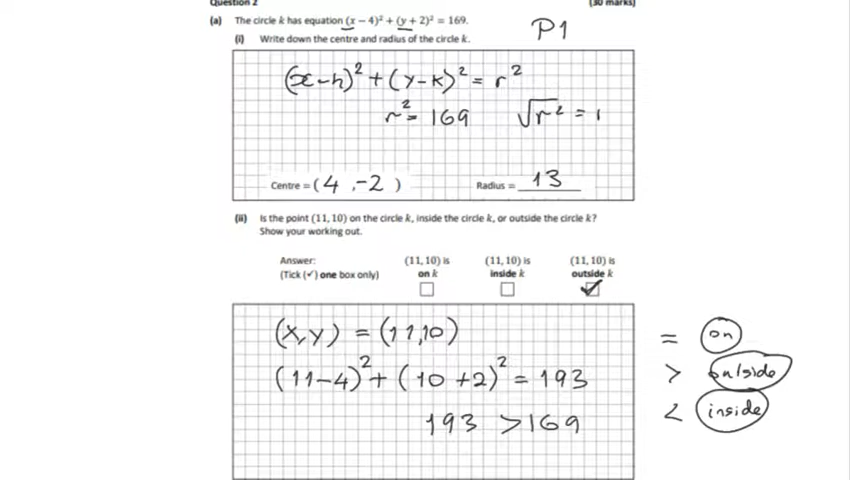 Question 2 (30 marks)
(a) The circle k has equation (x – 4)² + (y + 2)² = 169.
P1
(i) Write down the centre and radius of the circle k.
(x-h)² + (y-k)² = r²
r² = 169 √r² = 1
Centre = (4 , -2) Radius = 13
(ii) Is the point (11, 10) on the circle k, inside the circle k, or outside the circle k?
Show your working out.
Answer: (11, 10) is (11, 10) is (11, 10) is
(Tick (✓) one box only) on k inside k outside k
✓
(x,y) = (11,10)
= on
(11-4)² + (10+2)² = 193
> outside
< inside
193 > 169